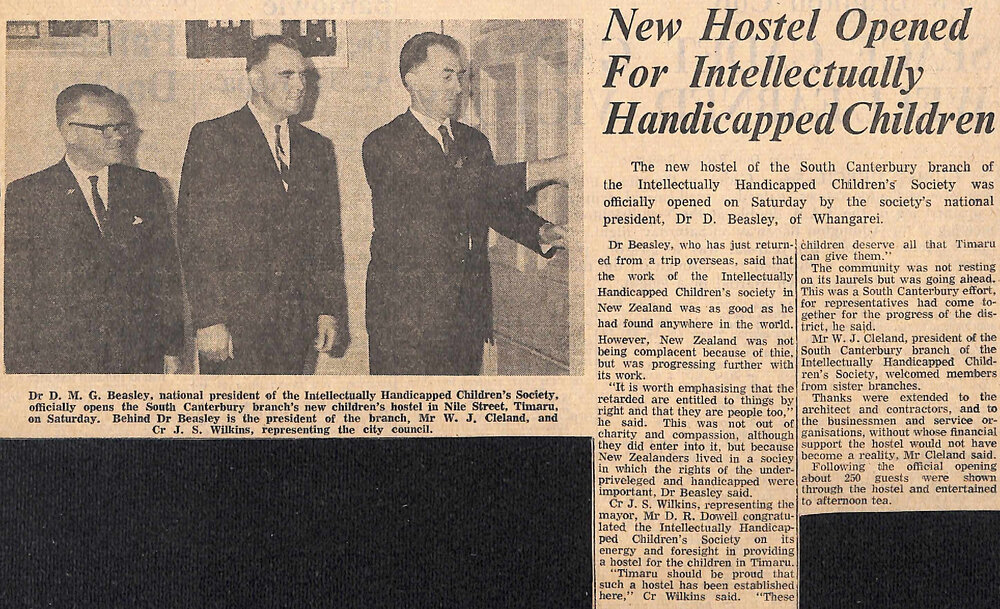 New Hostel Opened
For Intellectually
Handicapped Children
The new hostel of the South Canterbury branch of
the Intellectually Handicapped Children's Society was
officially opened on Saturday by the society's national
president, Dr D. Beasley, of Whangarei.
Dr Beasley, who has just return-
ed from a trip overseas, said that
the work of the Intellectually
Handicapped Children's society in
New Zealand was as good as he
had found anywhere in the world.
However, New Zealand was not
being complacent because of thie,
but was progressing further with
its work.
"It is worth emphasising that the
retarded are entitled to things by
right and that they are people too,"
he said. This was not out of
charity and compassion, although
they did enter into it, but because
New Zealanders lived in a sociey
in which the rights of the under-
priveleged and handicapped were
important, Dr Beasley said.
Cr J. S. Wilkins, representing the
mayor, Mr D. R. Dowell congratu-
lated the Intellectually Handicap-
ped Children's Society on its
energy and foresight in providing
a hostel for the children in Timaru.
"Timaru should be proud that
such a hostel has been established
here," Cr Wilkins said. "These
children deserve all that Timaru
can give them."
The community was not resting
on its laurels but was going ahead.
This was a South Canterbury effort,
for representatives had come to-
gether for the progress of the dis-
trict, he said.
Mr W. J. Cleland, president of the
South Canterbury branch of the
Intellectually Handicapped Child-
ren's Society, welcomed members
from sister branches.
Thanks were extended to the
architect and contractors, and to
the businessmen and service or-
ganisations, without whose financial
support the hostel would not have
become a reality, Mr Cleland said.
Following the official opening
about 250 guests were shown
through the hostel and entertained
to afternoon tea.
Dr D. M. G. Beasley, national president of the Intellectually Handicapped Children's Society,
officially opens the South Canterbury branch's new children's hostel in Nile Street, Timaru,
on Saturday. Behind Dr Beasley is the president of the branch, Mr W. J. Cleland, and
Cr J. S. Wilkins, representing the city council.